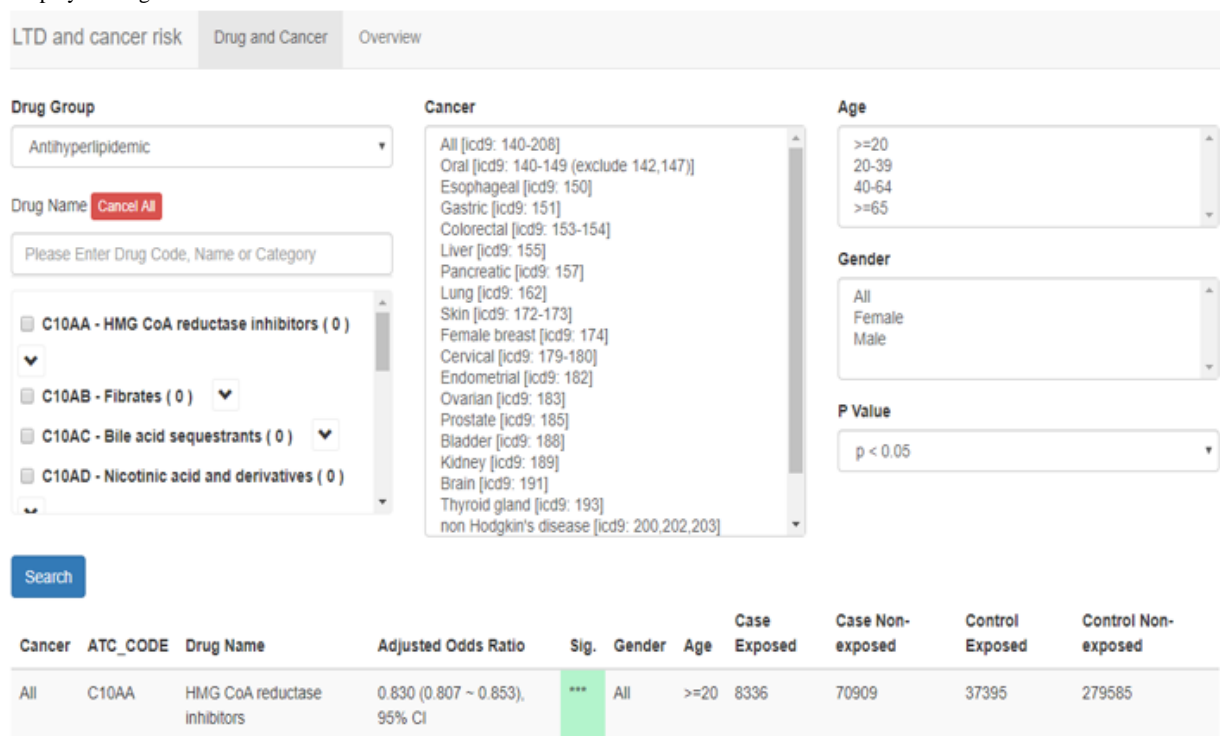 LTD and cancer risk Drug and Cancer Overview
Drug Group
Antihyperlipidemic
Drug Name Cancel All
Please Enter Drug Code, Name or Category
C10AA - HMG CoA reductase inhibitors ( 0 )
C10AB - Fibrates ( 0 )
C10AC - Bile acid sequestrants ( 0 )
C10AD - Nicotinic acid and derivatives ( 0 )
Cancer
All [icd9: 140-208]
Oral [icd9: 140-149 (exclude 142,147)]
Esophageal [icd9: 150]
Gastric [icd9: 151]
Colorectal [icd9: 153-154]
Liver [icd9: 155]
Pancreatic [icd9: 157]
Lung [icd9: 162]
Skin [icd9: 172-173]
Female breast [icd9: 174]
Cervical [icd9: 179-180]
Endometrial [icd9: 182]
Ovarian [icd9: 183]
Prostate [icd9: 185]
Bladder [icd9: 188]
Kidney [icd9: 189]
Brain [icd9: 191]
Thyroid gland [icd9: 193]
non Hodgkin's disease [icd9: 200,202,203]
Age
>=20
20-39
40-64
>=65
Gender
All
Female
Male
P Value
p < 0.05
Search
Cancer ATC_CODE Drug Name Adjusted Odds Ratio Sig. Gender Age Case Exposed Case Non-exposed Control Exposed Control Non-exposed
All C10AA HMG CoA reductase inhibitors 0.830 (0.807 ~ 0.853), 95% CI *** All >=20 8336 70909 37395 279585